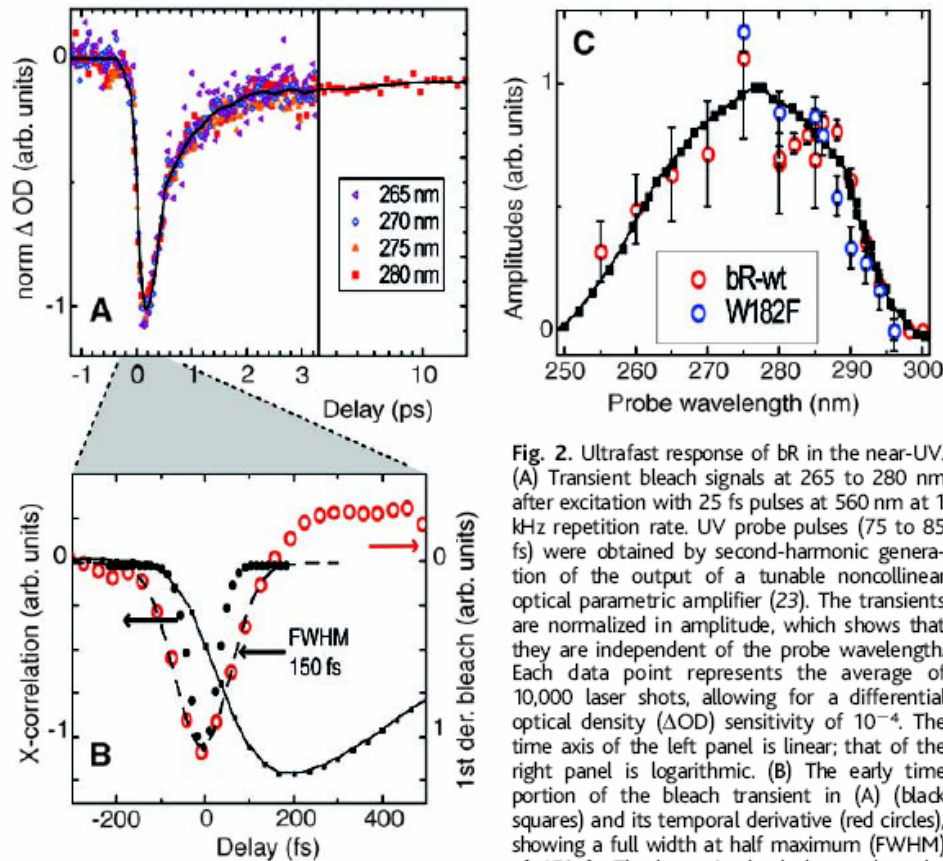 A
norm Δ OD (arb. units)
0
-1
265 nm
270 nm
275 nm
280 nm
-1 0 1 2 3 10
Delay (ps)
B
X-correlation (arb. units)
0
-1
FWHM
150 fs
0
1
1st der. bleach (arb. units)
-200 0 200 400
Delay (fs)
C
Amplitudes (arb. units)
1
0
bR-wt
W182F
250 260 270 280 290 300
Probe wavelength (nm)
Fig. 2. Ultrafast response of bR in the near-UV.
(A) Transient bleach signals at 265 to 280 nm
after excitation with 25 fs pulses at 560 nm at 1
kHz repetition rate. UV probe pulses (75 to 85
fs) were obtained by second-harmonic genera-
tion of the output of a tunable noncollinear
optical parametric amplifier (23). The transients
are normalized in amplitude, which shows that
they are independent of the probe wavelength.
Each data point represents the average of
10,000 laser shots, allowing for a differential
optical density (ΔOD) sensitivity of 10⁻⁴. The
time axis of the left panel is linear; that of the
right panel is logarithmic. (B) The early time
portion of the bleach transient in (A) (black
squares) and its temporal derivative (red circles),
showing a full width at half maximum (FWHM)